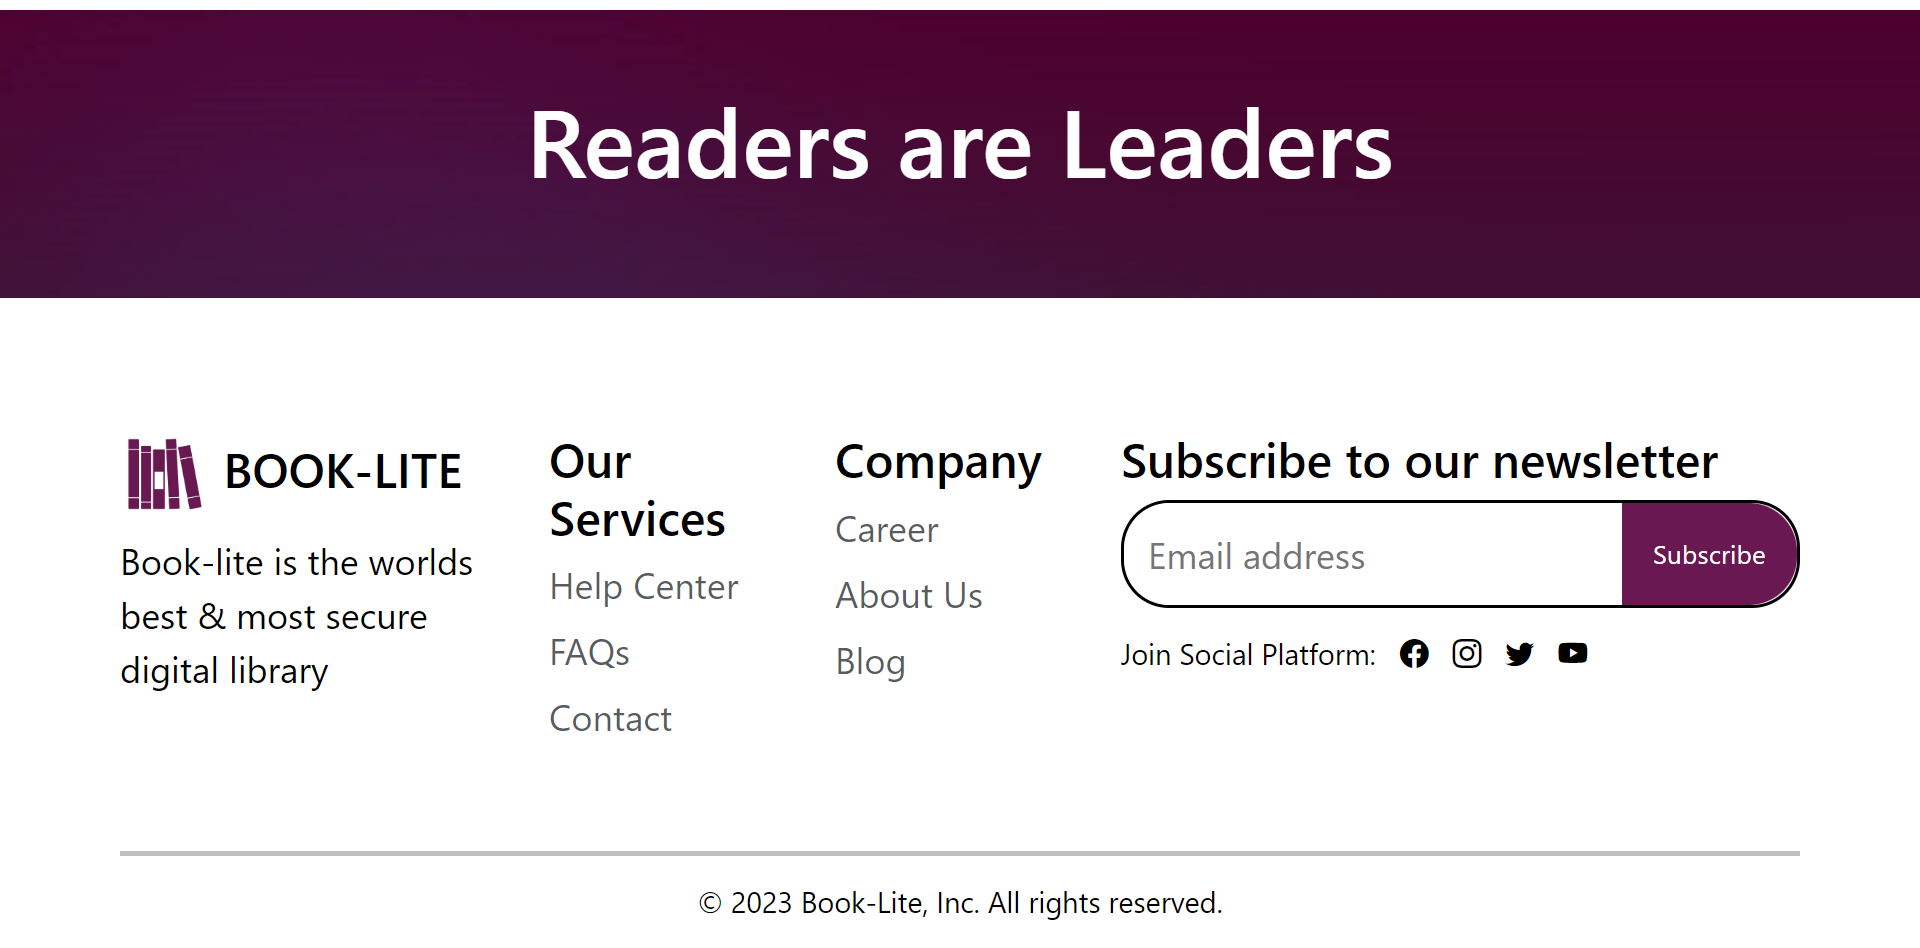 Readers are Leaders
BOOK-LITE
Book-lite is the worlds
best & most secure
digital library
Our
Services
Help Center
FAQs
Contact
Company
Career
About Us
Blog
Subscribe to our newsletter
Email address
Subscribe
Join Social Platform:
© 2023 Book-Lite, Inc. All rights reserved.